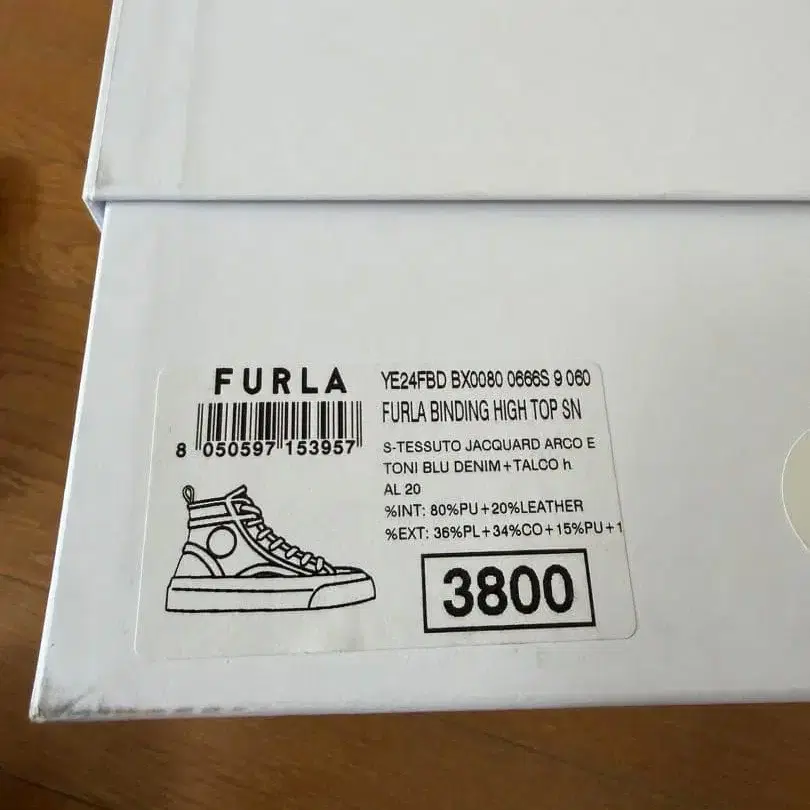 FURLA
8 050597 153957
YE24FBD BX0080 0666S 9 060
FURLA BINDING HIGH TOP SN
S-TESSUTO JACQUARD ARCO E
TONI BLU DENIM+TALCO h
AL 20
%INT: 80%PU+20%LEATHER
%EXT: 36%PL+34%CO+15%PU+1
3800